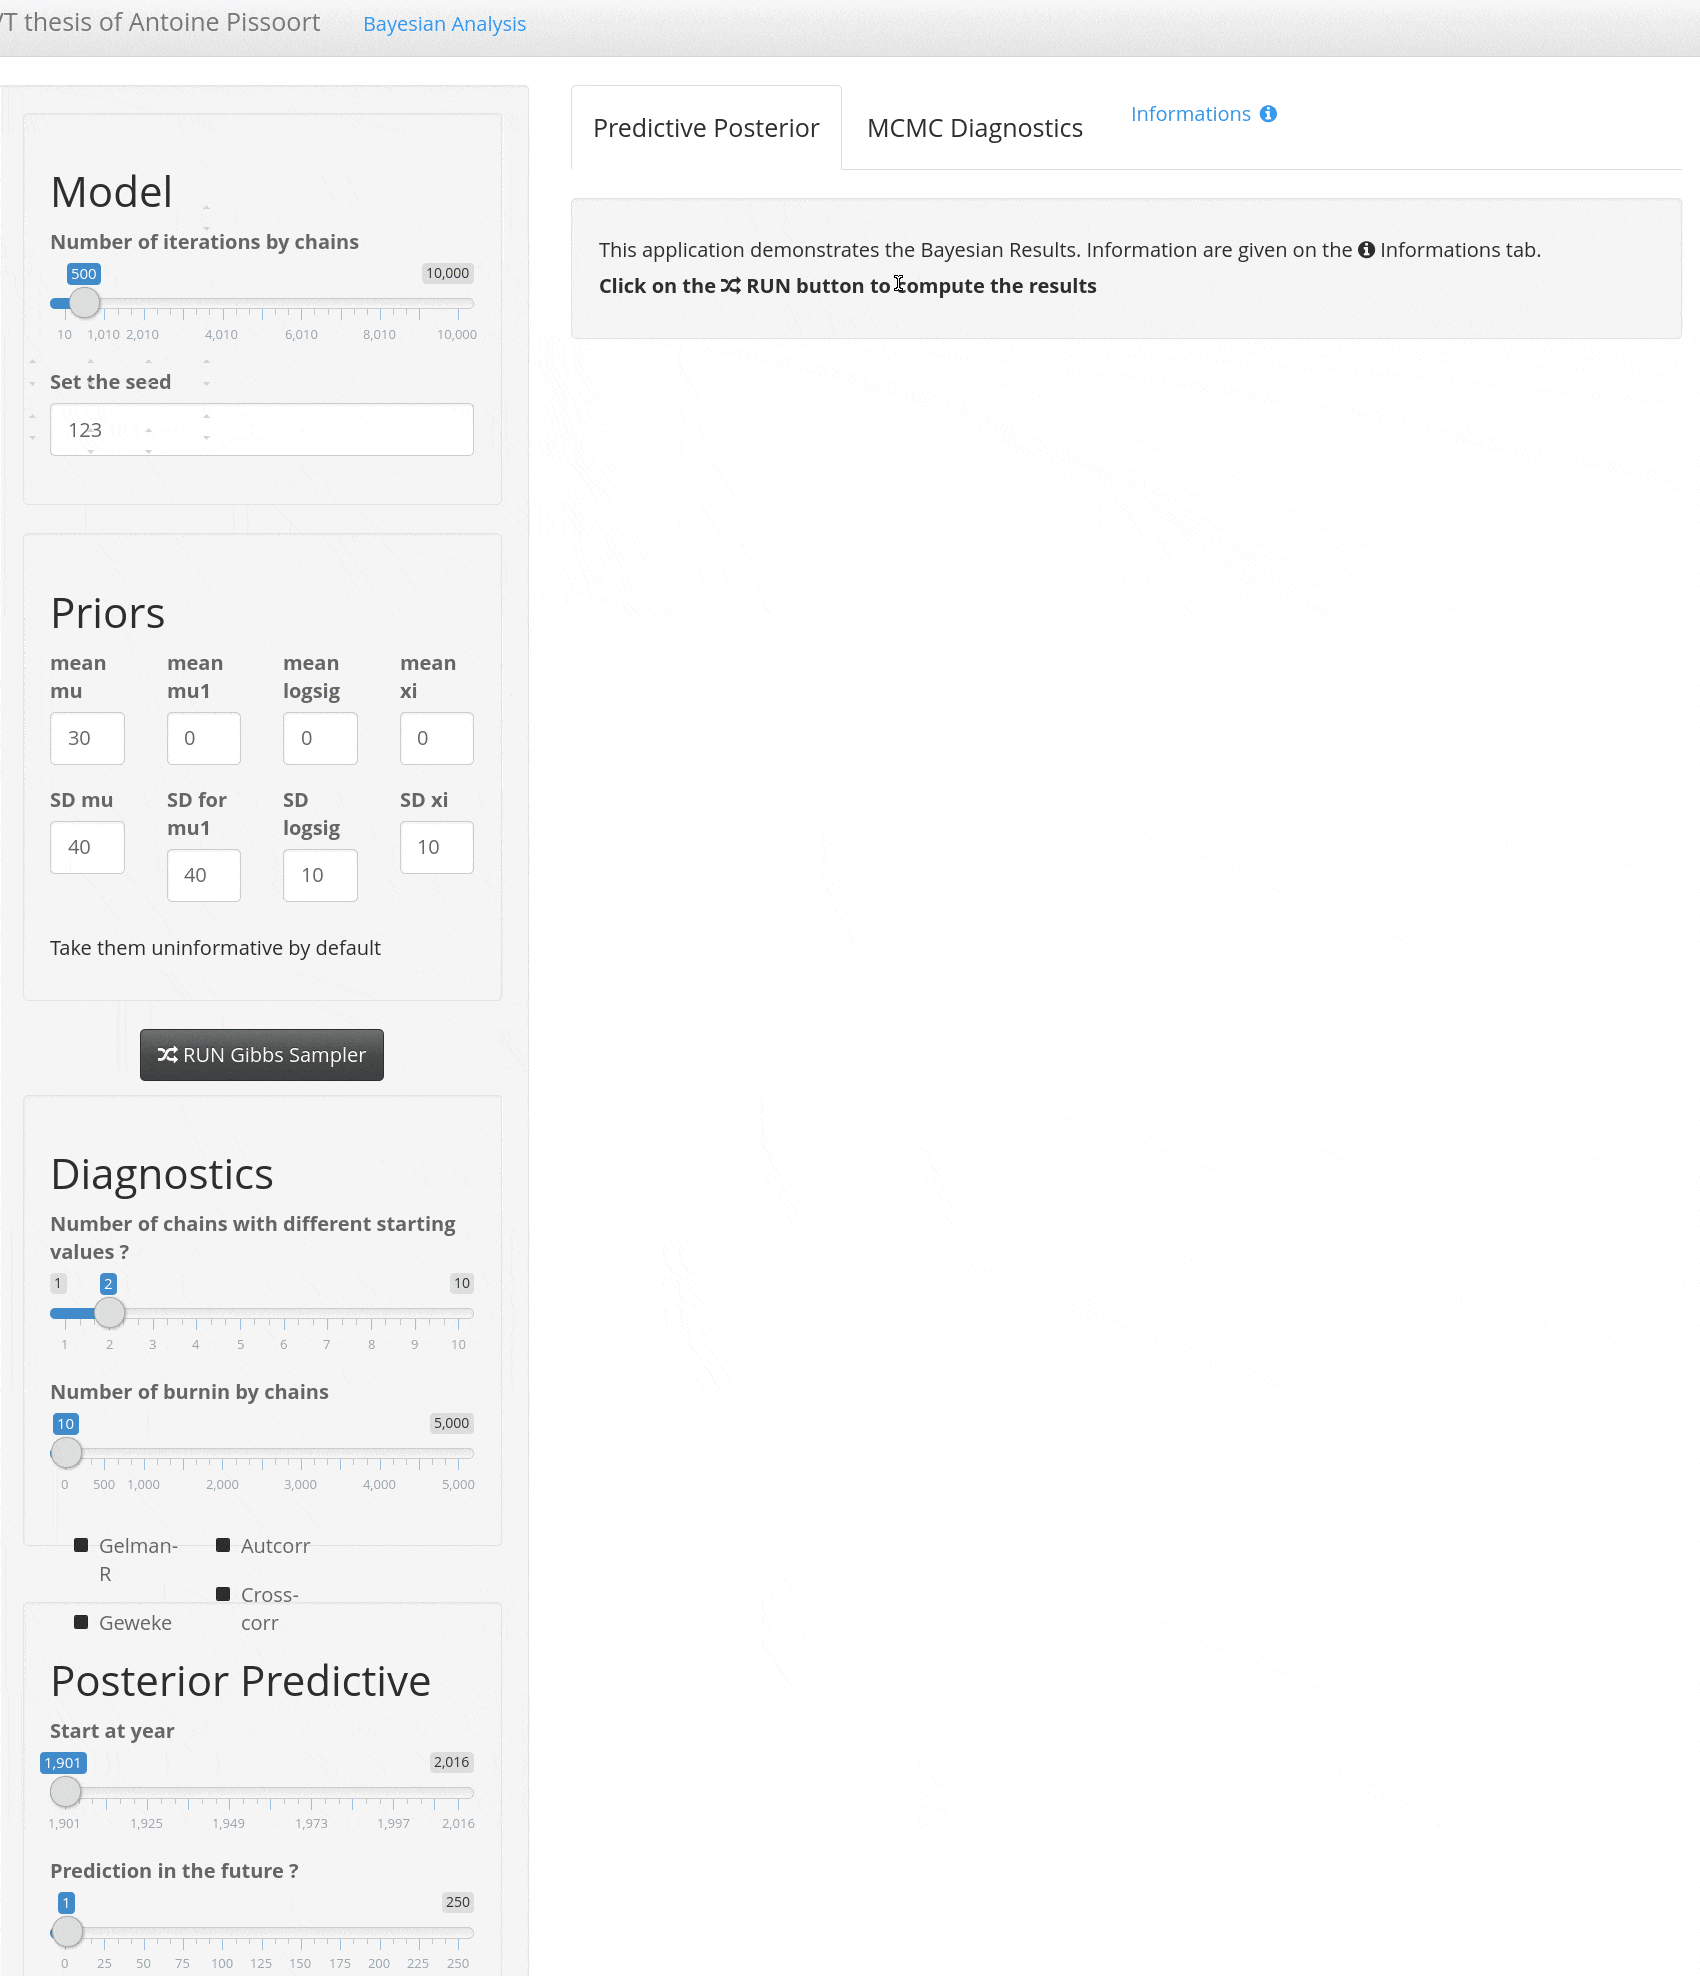 /T thesis of Antoine Pissoort Bayesian Analysis
Predictive Posterior MCMC Diagnostics Informations
This application demonstrates the Bayesian Results. Information are given on the Informations tab.
Click on the RUN button to compute the results
Model
Number of iterations by chains
500 10,000
10 1,010 2,010 4,010 6,010 8,010 10,000
Set the seed
123
Priors
mean mu
mean mu1
mean logsig
mean xi
30 0 0 0
SD mu
SD for mu1
SD logsig
SD xi
40 40 10 10
Take them uninformative by default
RUN Gibbs Sampler
Diagnostics
Number of chains with different starting
values ?
1 2 10
1 2 3 4 5 6 7 8 9 10
Number of burnin by chains
10 5,000
0 500 1,000 2,000 3,000 4,000 5,000
Gelman-
R
Geweke
Autcorr
Cross-
corr
Posterior Predictive
Start at year
1,901 2,016
1,901 1,925 1,949 1,973 1,997 2,016
Prediction in the future ?
1 250
0 25 50 75 100 125 150 175 200 225 250